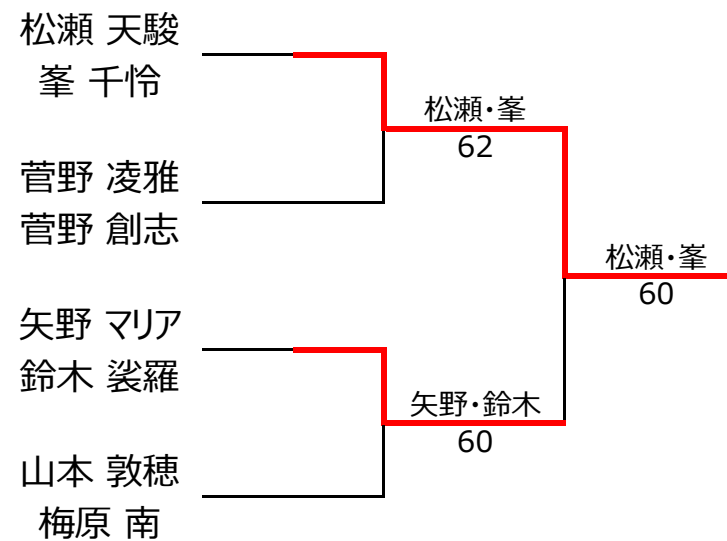 松瀬 天駿
峯 千怜
松瀬・峯
62
菅野 凌雅
菅野 創志
松瀬・峯
60
矢野 マリア
鈴木 裟羅
矢野・鈴木
60
山本 敦穂
梅原 南